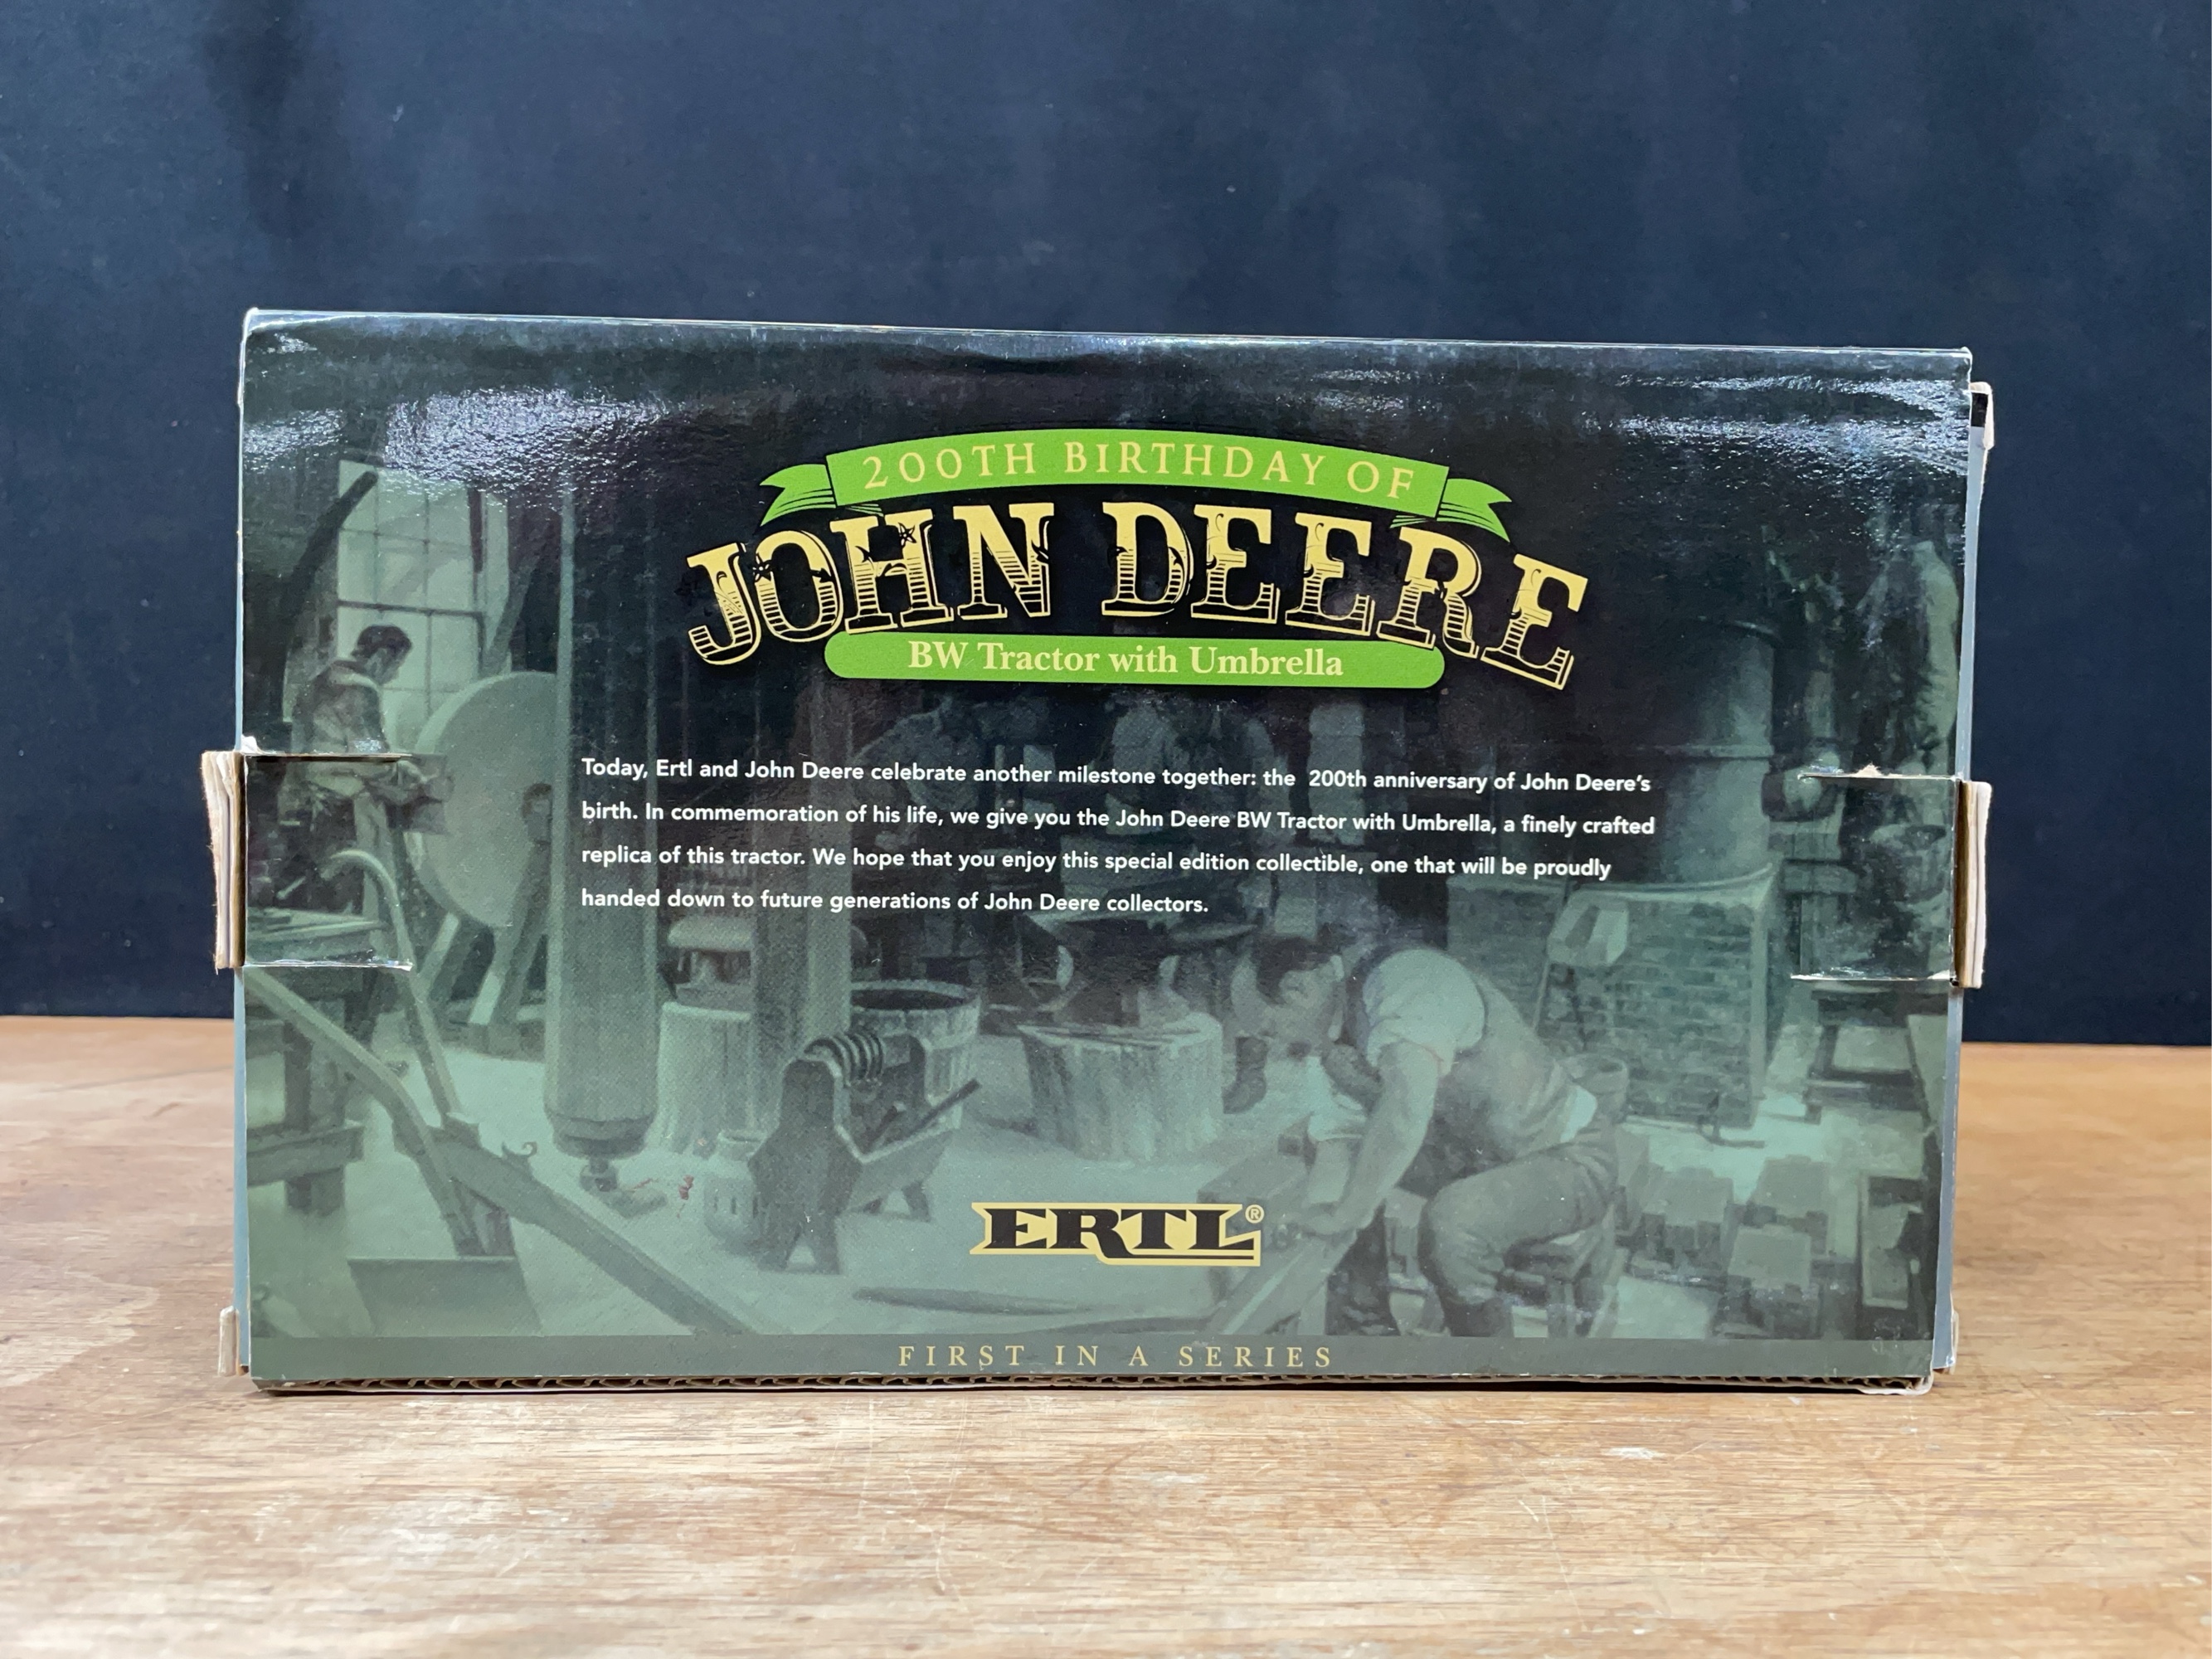 200TH BIRTHDAY OF
JOHN DEERE
BW Tractor with Umbrella
Today, Ertl and John Deere celebrate another milestone together: the 200th anniversary of John Deere's
birth. In commemoration of his life, we give you the John Deere BW Tractor with Umbrella, a finely crafted
replica of this tractor. We hope that you enjoy this special edition collectible, one that will be proudly
handed down to future generations of John Deere collectors.
ERTL®
FIRST IN A SERIES